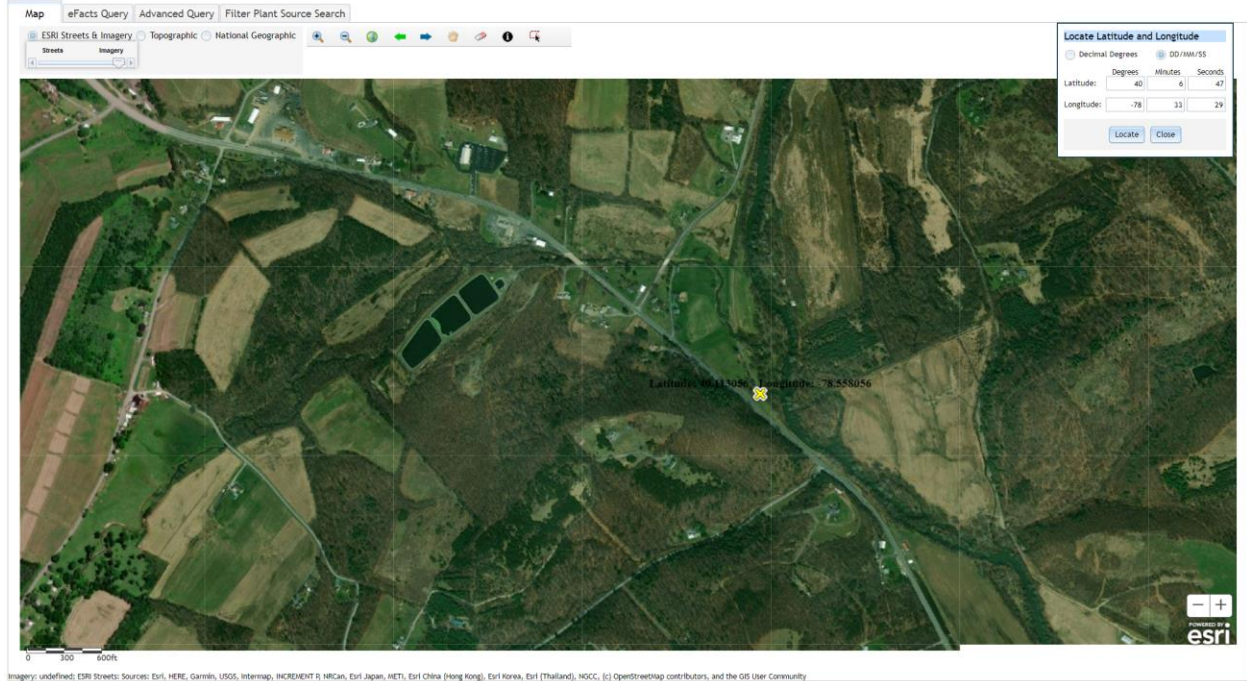 Map eFacts Query Advanced Query Filter Plant Source Search
ESRI Streets & Imagery Topographic National Geographic
Streets Imagery
Locate Latitude and Longitude
Decimal Degrees DD/MM/SS
Degrees Minutes Seconds
Latitude: 40 6 47
Longitude: -78 33 29
Locate Close
Latitude: 40.113056 Longitude: -78.558056
0 300 600ft
POWERED BY
esri
Imagery: undefined; ESRI Streets: Sources: Esri, HERE, Garmin, USGS, Intermap, INCREMENT P, NRCan, Esri Japan, METI, Esri China (Hong Kong), Esri Korea, Esri (Thailand), NGCC, (c) OpenStreetMap contributors, and the GIS User Community